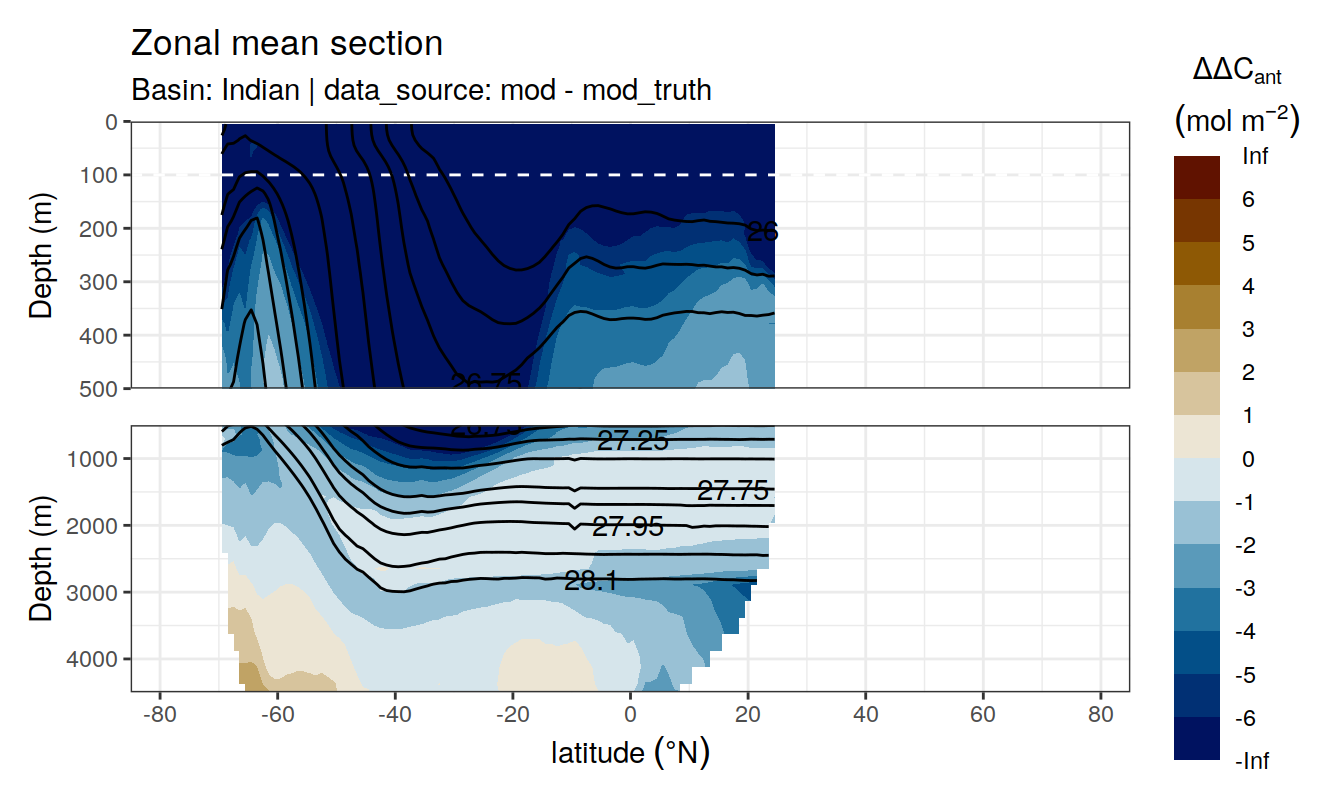 Zonal mean section
Basin: Indian | data_source: mod - mod_truth
ΔΔCant
(mol m−2)
Inf
6
5
4
3
2
1
0
-1
-2
-3
-4
-5
-6
-Inf
Depth (m)
0
100
200
300
400
500
26
26.75
Depth (m)
1000
2000
3000
4000
27.25
27.75
27.95
28.1
-80 -60 -40 -20 0 20 40 60 80
latitude (°N)